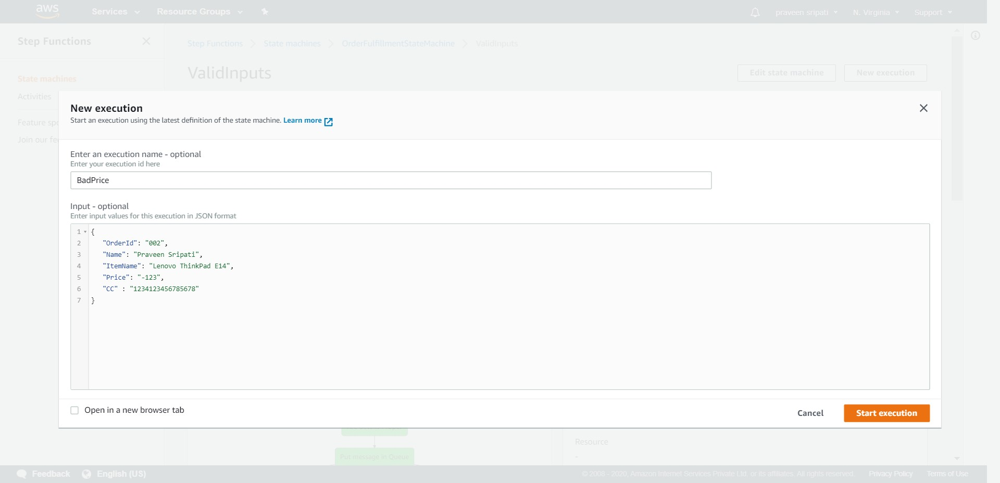 aws
Services
Resource Groups
praveen sripati
N. Virginia
Support
Step Functions
Step Functions
State machines
OrderFulfillmentStateMachine
ValidInputs
ValidInputs
Edit state machine
New execution
State machines
Activities
Feature
Join our
New execution
Start an execution using the latest definition of the state machine. Learn more
Enter an execution name - optional
Enter your execution id here
BadPrice
Input - optional
Enter input values for this execution in JSON format
1 {
2 "OrderId": "002",
3 "Name": "Praveen Sripati",
4 "ItemName": "Lenovo ThinkPad E14",
5 "Price": "-123",
6 "CC" : "1234123456785678"
7 }
Open in a new browser tab
Cancel
Start execution
Resource
-
Put message in Queue
Feedback
English (US)
© 2008 - 2020, Amazon Internet Services Private Ltd. or its affiliates. All rights reserved.
Privacy Policy
Terms of Use